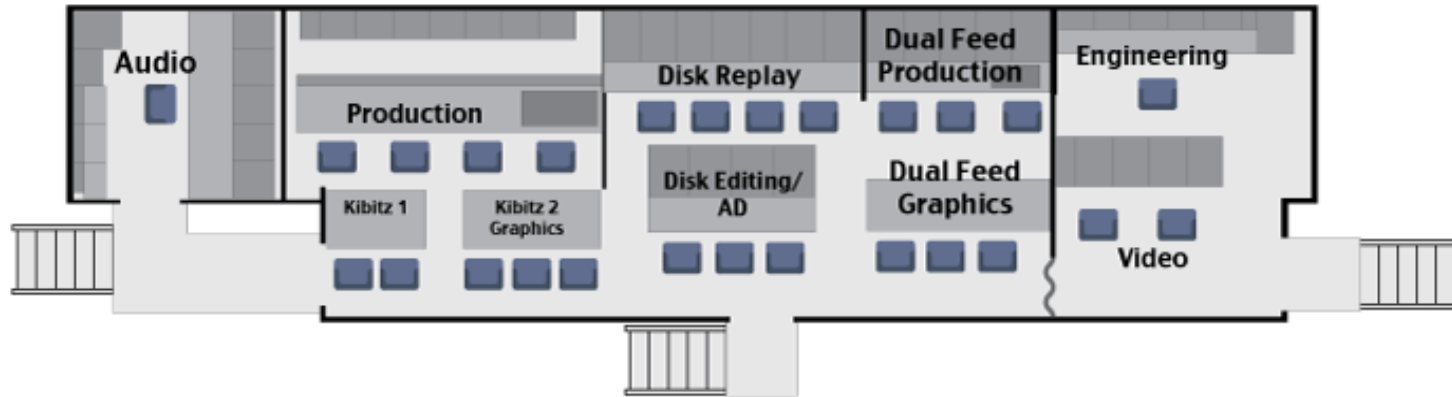 Audio
Production
Kibitz 1
Kibitz 2
Graphics
Disk Replay
Disk Editing/
AD
Dual Feed
Production
Dual Feed
Graphics
Engineering
Video